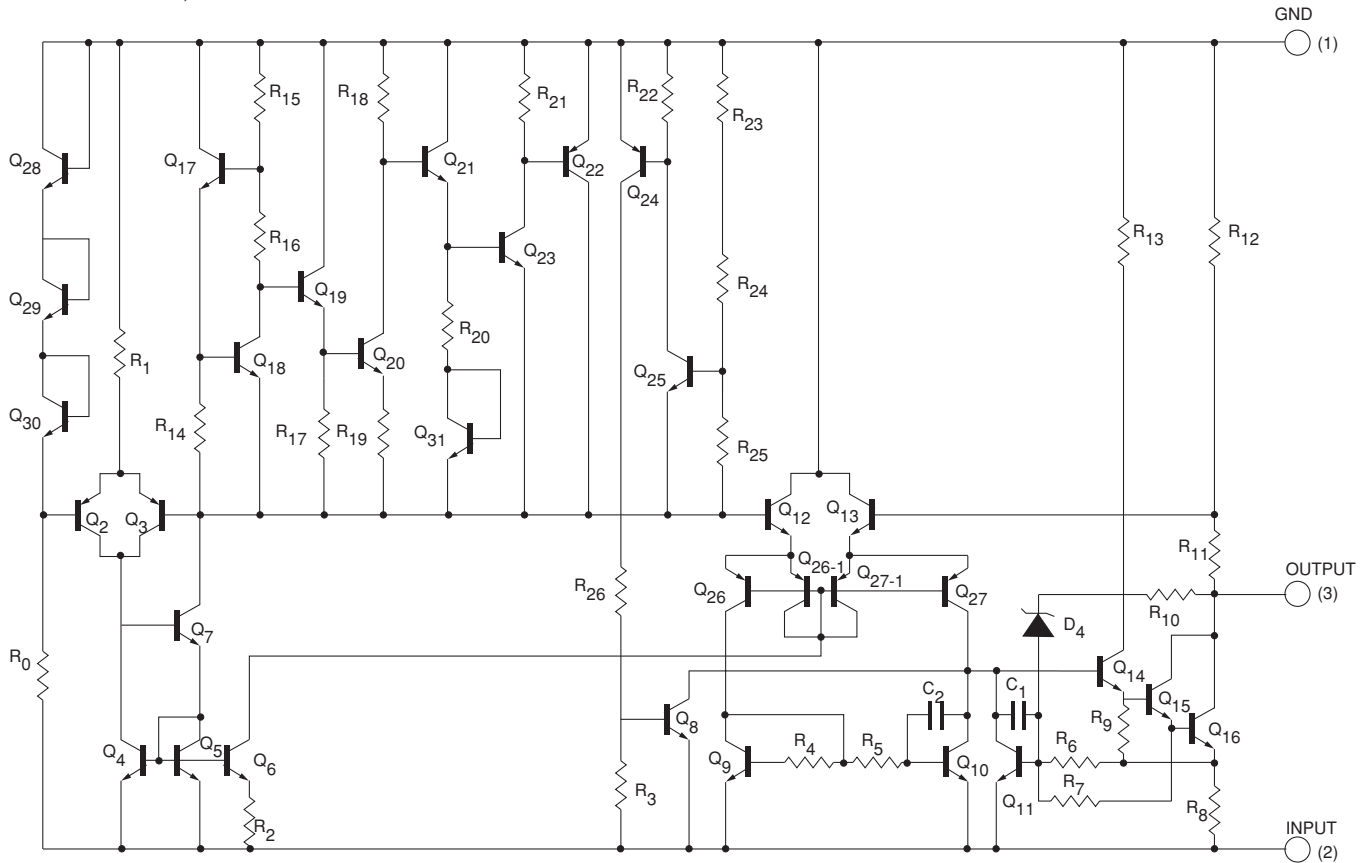 GND
(1)
R15
R18
R21
R22
R23
Q28
Q17
Q21
Q22
Q24
R16
R13
R12
Q23
Q29
Q19
R24
R1
R20
Q18
Q20
Q25
Q30
R14
R17
R19
Q31
R25
Q2
Q3
Q12
Q13
R11
Q26-1
Q27-1
OUTPUT
(3)
R26
Q26
Q27
R10
D4
Q7
R0
Q14
C2
C1
Q15
Q8
R9
Q16
Q4
Q5
Q6
Q9
R4
R5
Q10
R6
R7
R3
Q11
R8
R2
INPUT
(2)